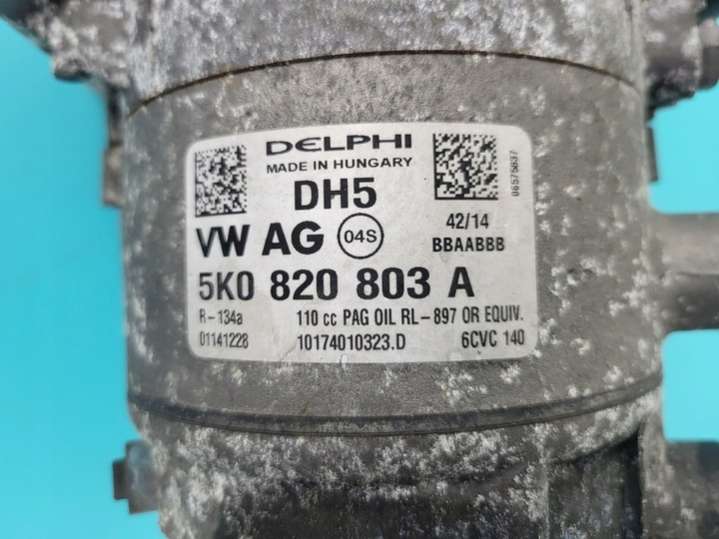 DELPHI
MADE IN HUNGARY
DH5
VW AG 04S
42/14
BBAABBB
06575837
5K0 820 803 A
R-134a 110 cc PAG OIL RL-897 OR EQUIV.
01141228 10174010323.D 6CVC 140